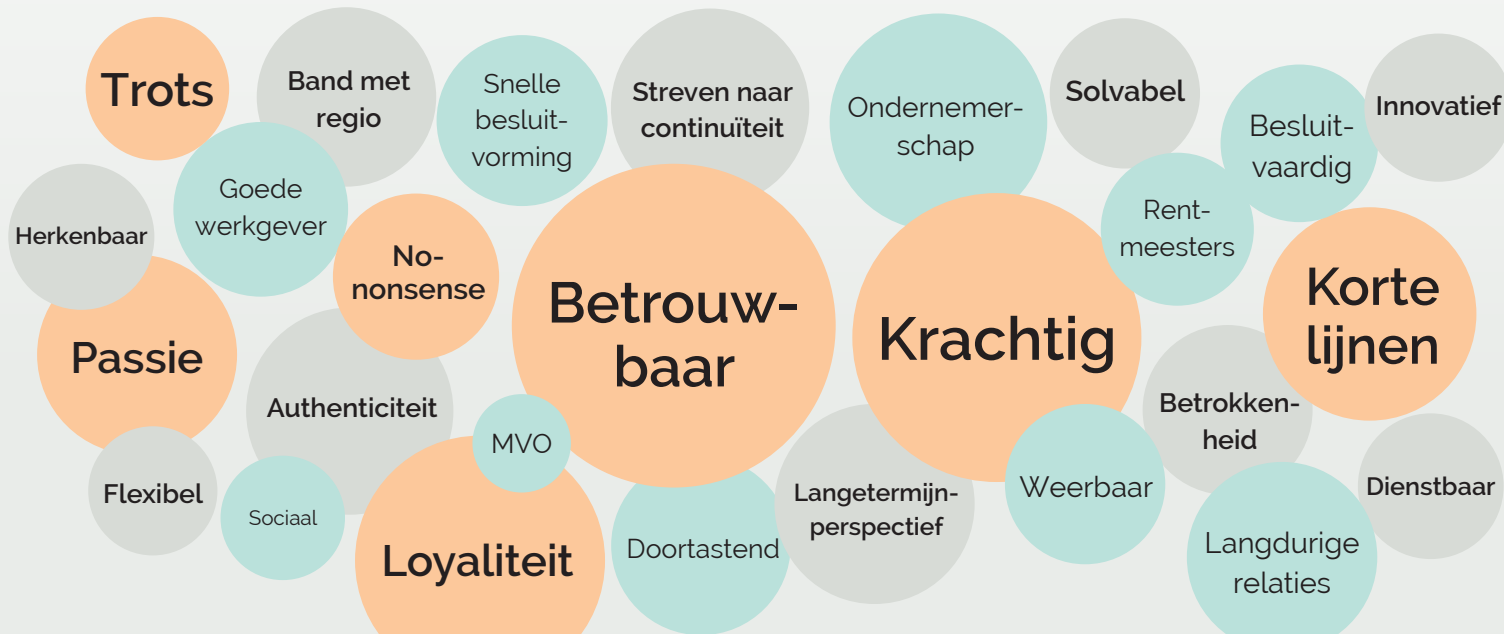 Trots
Band met
regio
Snelle
besluit-
vorming
Streven naar
continuïteit
Ondernemer-
schap
Solvabel
Besluit-
vaardig
Innovatief
Herkenbaar
Goede
werkgever
No-
nonsense
Betrouw-
baar
Krachtig
Rent-
meesters
Korte
lijnen
Passie
Authenticiteit
MVO
Betrokken-
heid
Flexibel
Sociaal
Loyaliteit
Doortastend
Langetermijn-
perspectief
Weerbaar
Langdurige
relaties
Dienstbaar